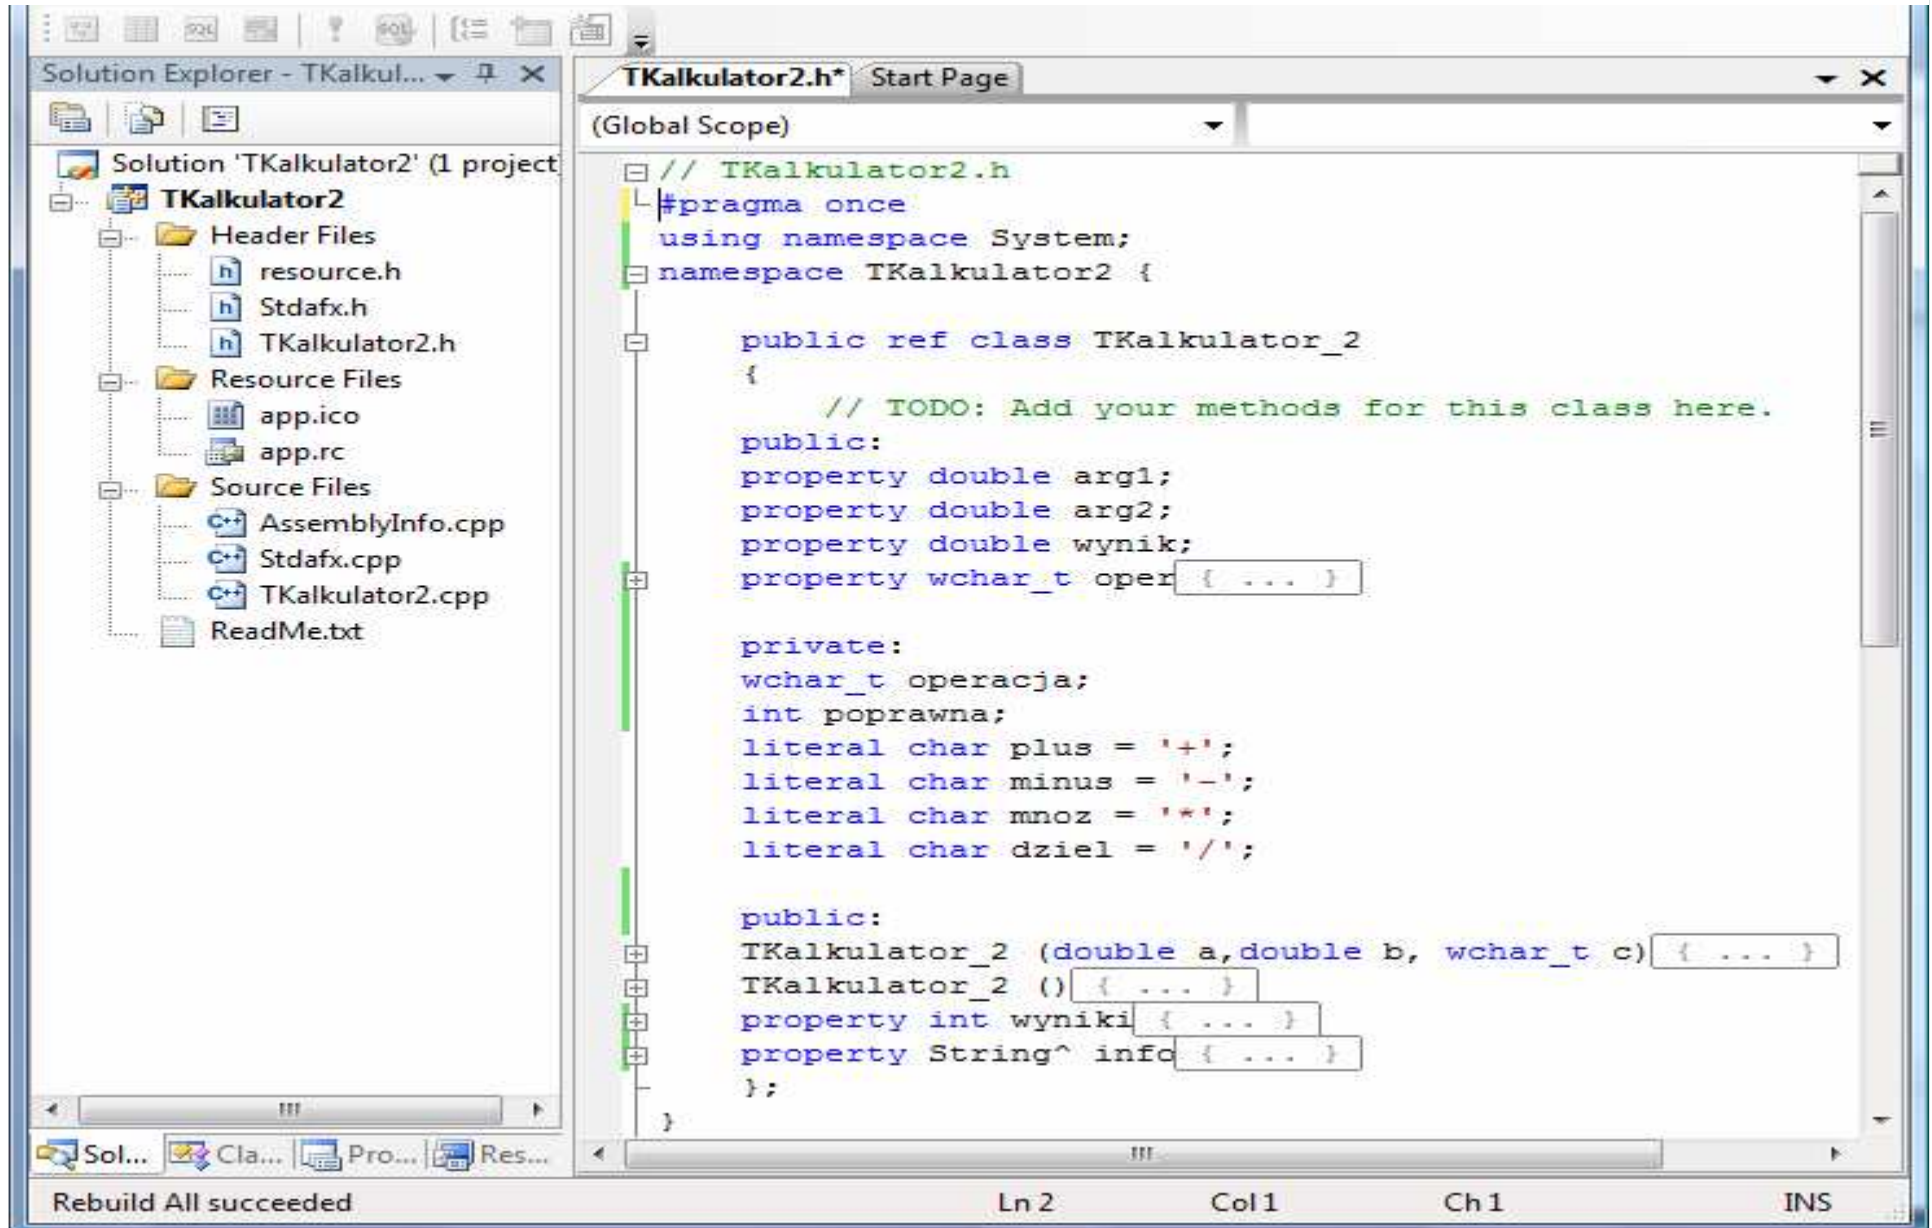 Solution Explorer - TKalkul...
TKalkulator2.h* Start Page
(Global Scope)
Solution 'TKalkulator2' (1 project
TKalkulator2
Header Files
resource.h
Stdafx.h
TKalkulator2.h
Resource Files
app.ico
app.rc
Source Files
AssemblyInfo.cpp
Stdafx.cpp
TKalkulator2.cpp
ReadMe.txt
Sol... Cla... Pro... Res...
// TKalkulator2.h
#pragma once
using namespace System;
namespace TKalkulator2 {
public ref class TKalkulator_2
{
// TODO: Add your methods for this class here.
public:
property double arg1;
property double arg2;
property double wynik;
property wchar_t oper { ... }
private:
wchar_t operacja;
int poprawna;
literal char plus = '+';
literal char minus = '-';
literal char mnoz = '*';
literal char dziel = '/';
public:
TKalkulator_2 (double a,double b, wchar_t c) { ... }
TKalkulator_2 () { ... }
property int wyniki { ... }
property String^ info { ... }
};
}
Rebuild All succeeded Ln 2 Col 1 Ch 1 INS